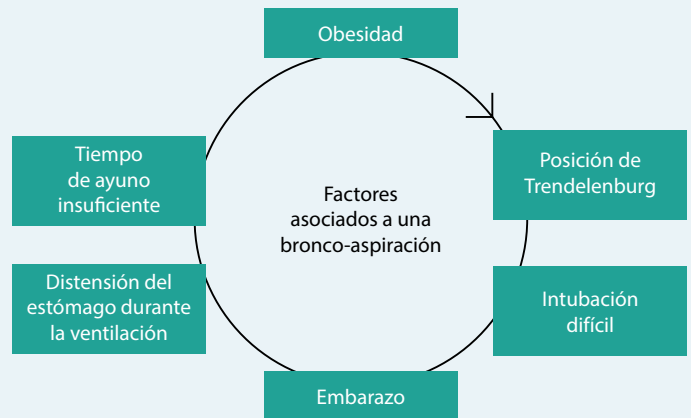 Obesidad
Posición de
Trendelenburg
Intubación
difícil
Embarazo
Distensión del
estómago durante
la ventilación
Tiempo
de ayuno
insuficiente
Factores
asociados a una
bronco-aspiración